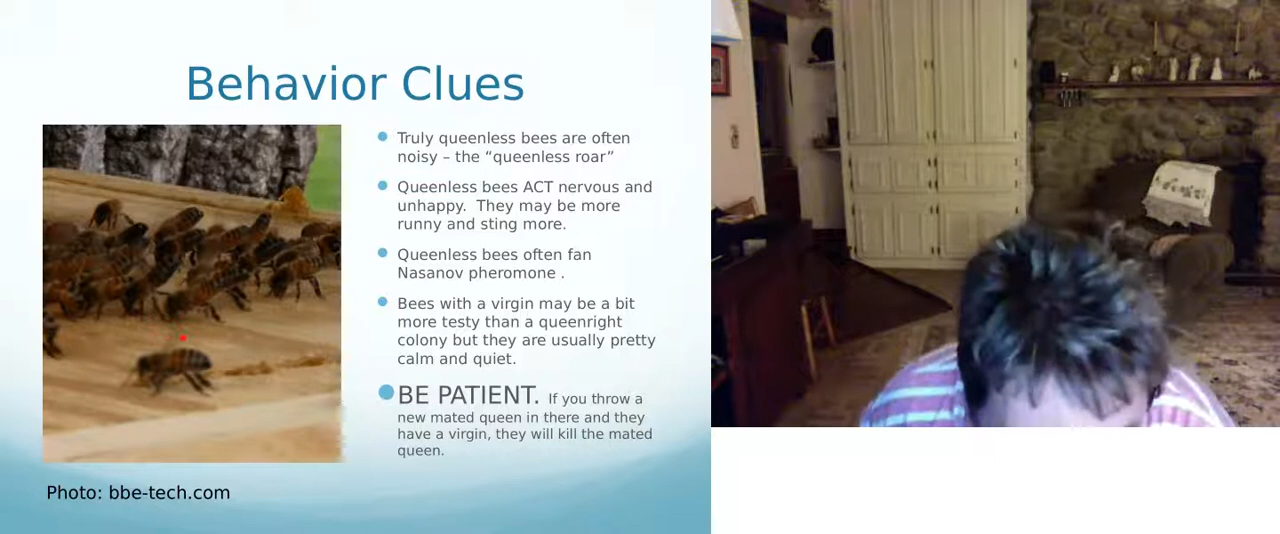 Behavior Clues
Truly queenless bees are often
noisy – the “queenless roar”
Queenless bees ACT nervous and
unhappy.  They may be more
runny and sting more.
Queenless bees often fan
Nasanov pheromone .
Bees with a virgin may be a bit
more testy than a queenright
colony but they are usually pretty
calm and quiet.
BE PATIENT. If you throw a
new mated queen in there and they
have a virgin, they will kill the mated
queen.
Photo: bbe-tech.com